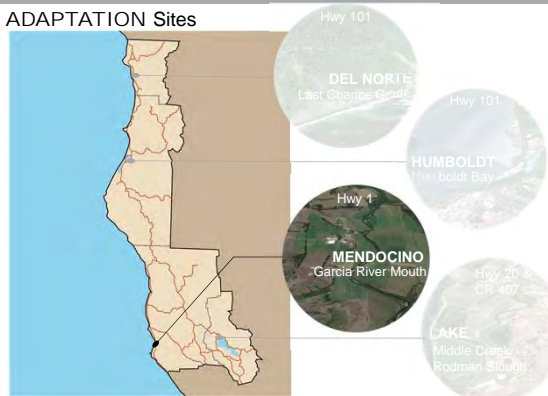 ADAPTATION Sites
Hwy 101
DEL NORTE
Last Chance Grade
Hwy 101
HUMBOLDT
Humboldt Bay
Hwy 1
MENDOCINO
Garcia River Mouth
Hwy 20 &
CR 407
LAKE
Middle Creek/
Rodman Slough